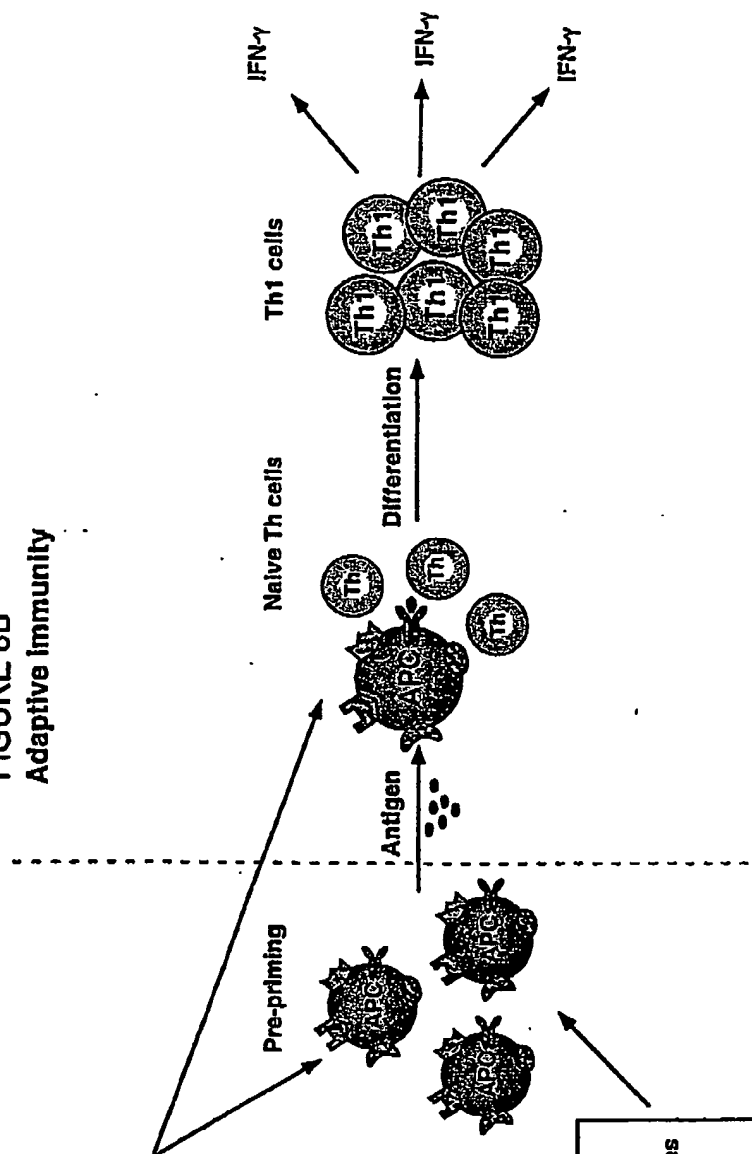 Adaptive Immunity
Pre-priming
APC
APC
APC
Antigen
Naive Th cells
APC
Th
Th
Th
Differentiation
Th1 cells
Th1
Th1
Th1
Th1
Th1
Th1
IFN-γ
IFN-γ
IFN-γ